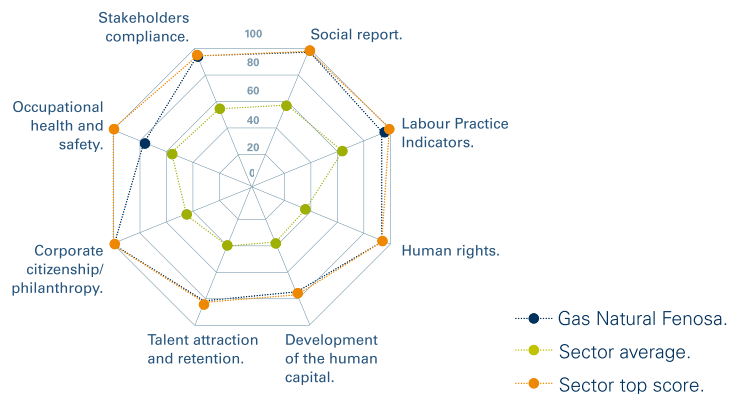 Stakeholders
compliance.
100
Social report.
80
60
40
20
0
Occupational
health and
safety.
Labour Practice
Indicators.
Corporate
citizenship/
philanthropy.
Human rights.
Talent attraction
and retention.
Development
of the human
capital.
Gas Natural Fenosa.
Sector average.
Sector top score.